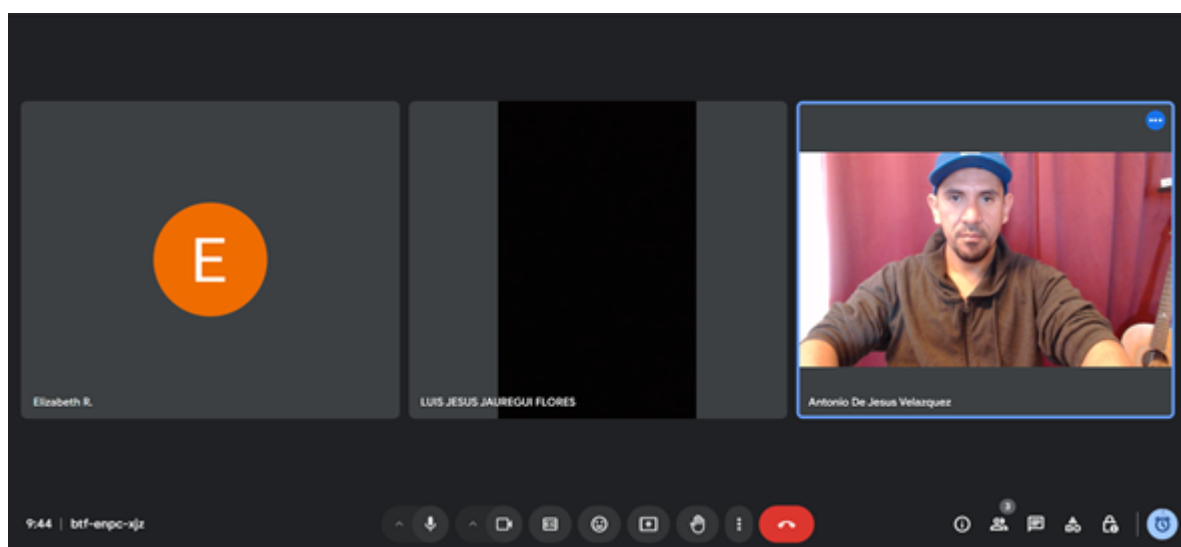 E
Elizabeth R.
LUIS JESUS JAUREGUI FLORES
Antonio De Jesus Velazquez
9:44 | btf-enpc-xjz
3